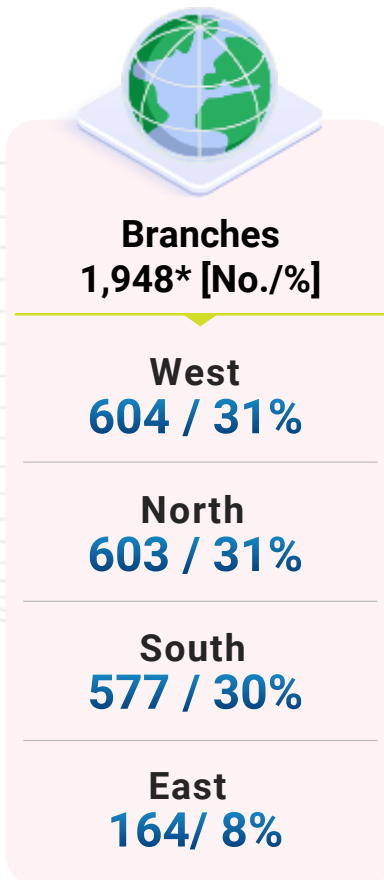 Branches
1,948* [No./%]
West
604 / 31%
North
603 / 31%
South
577 / 30%
East
164/ 8%